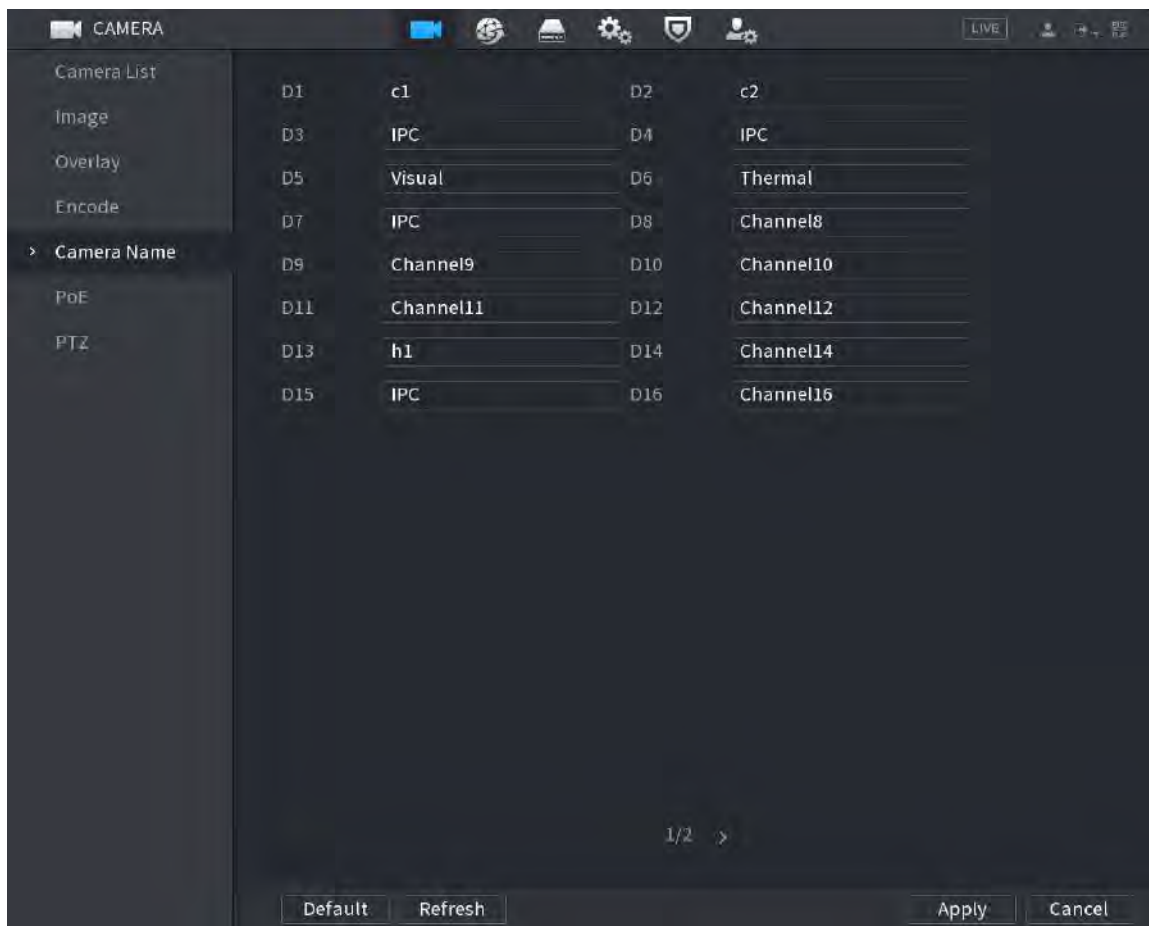 CAMERA LIVE
Camera List
Image
Overlay
Encode
> Camera Name
PoE
PTZ
D1 c1 D2 c2
D3 IPC D4 IPC
D5 Visual D6 Thermal
D7 IPC D8 Channel8
D9 Channel9 D10 Channel10
D11 Channel11 D12 Channel12
D13 h1 D14 Channel14
D15 IPC D16 Channel16
1/2 >
Default Refresh Apply Cancel